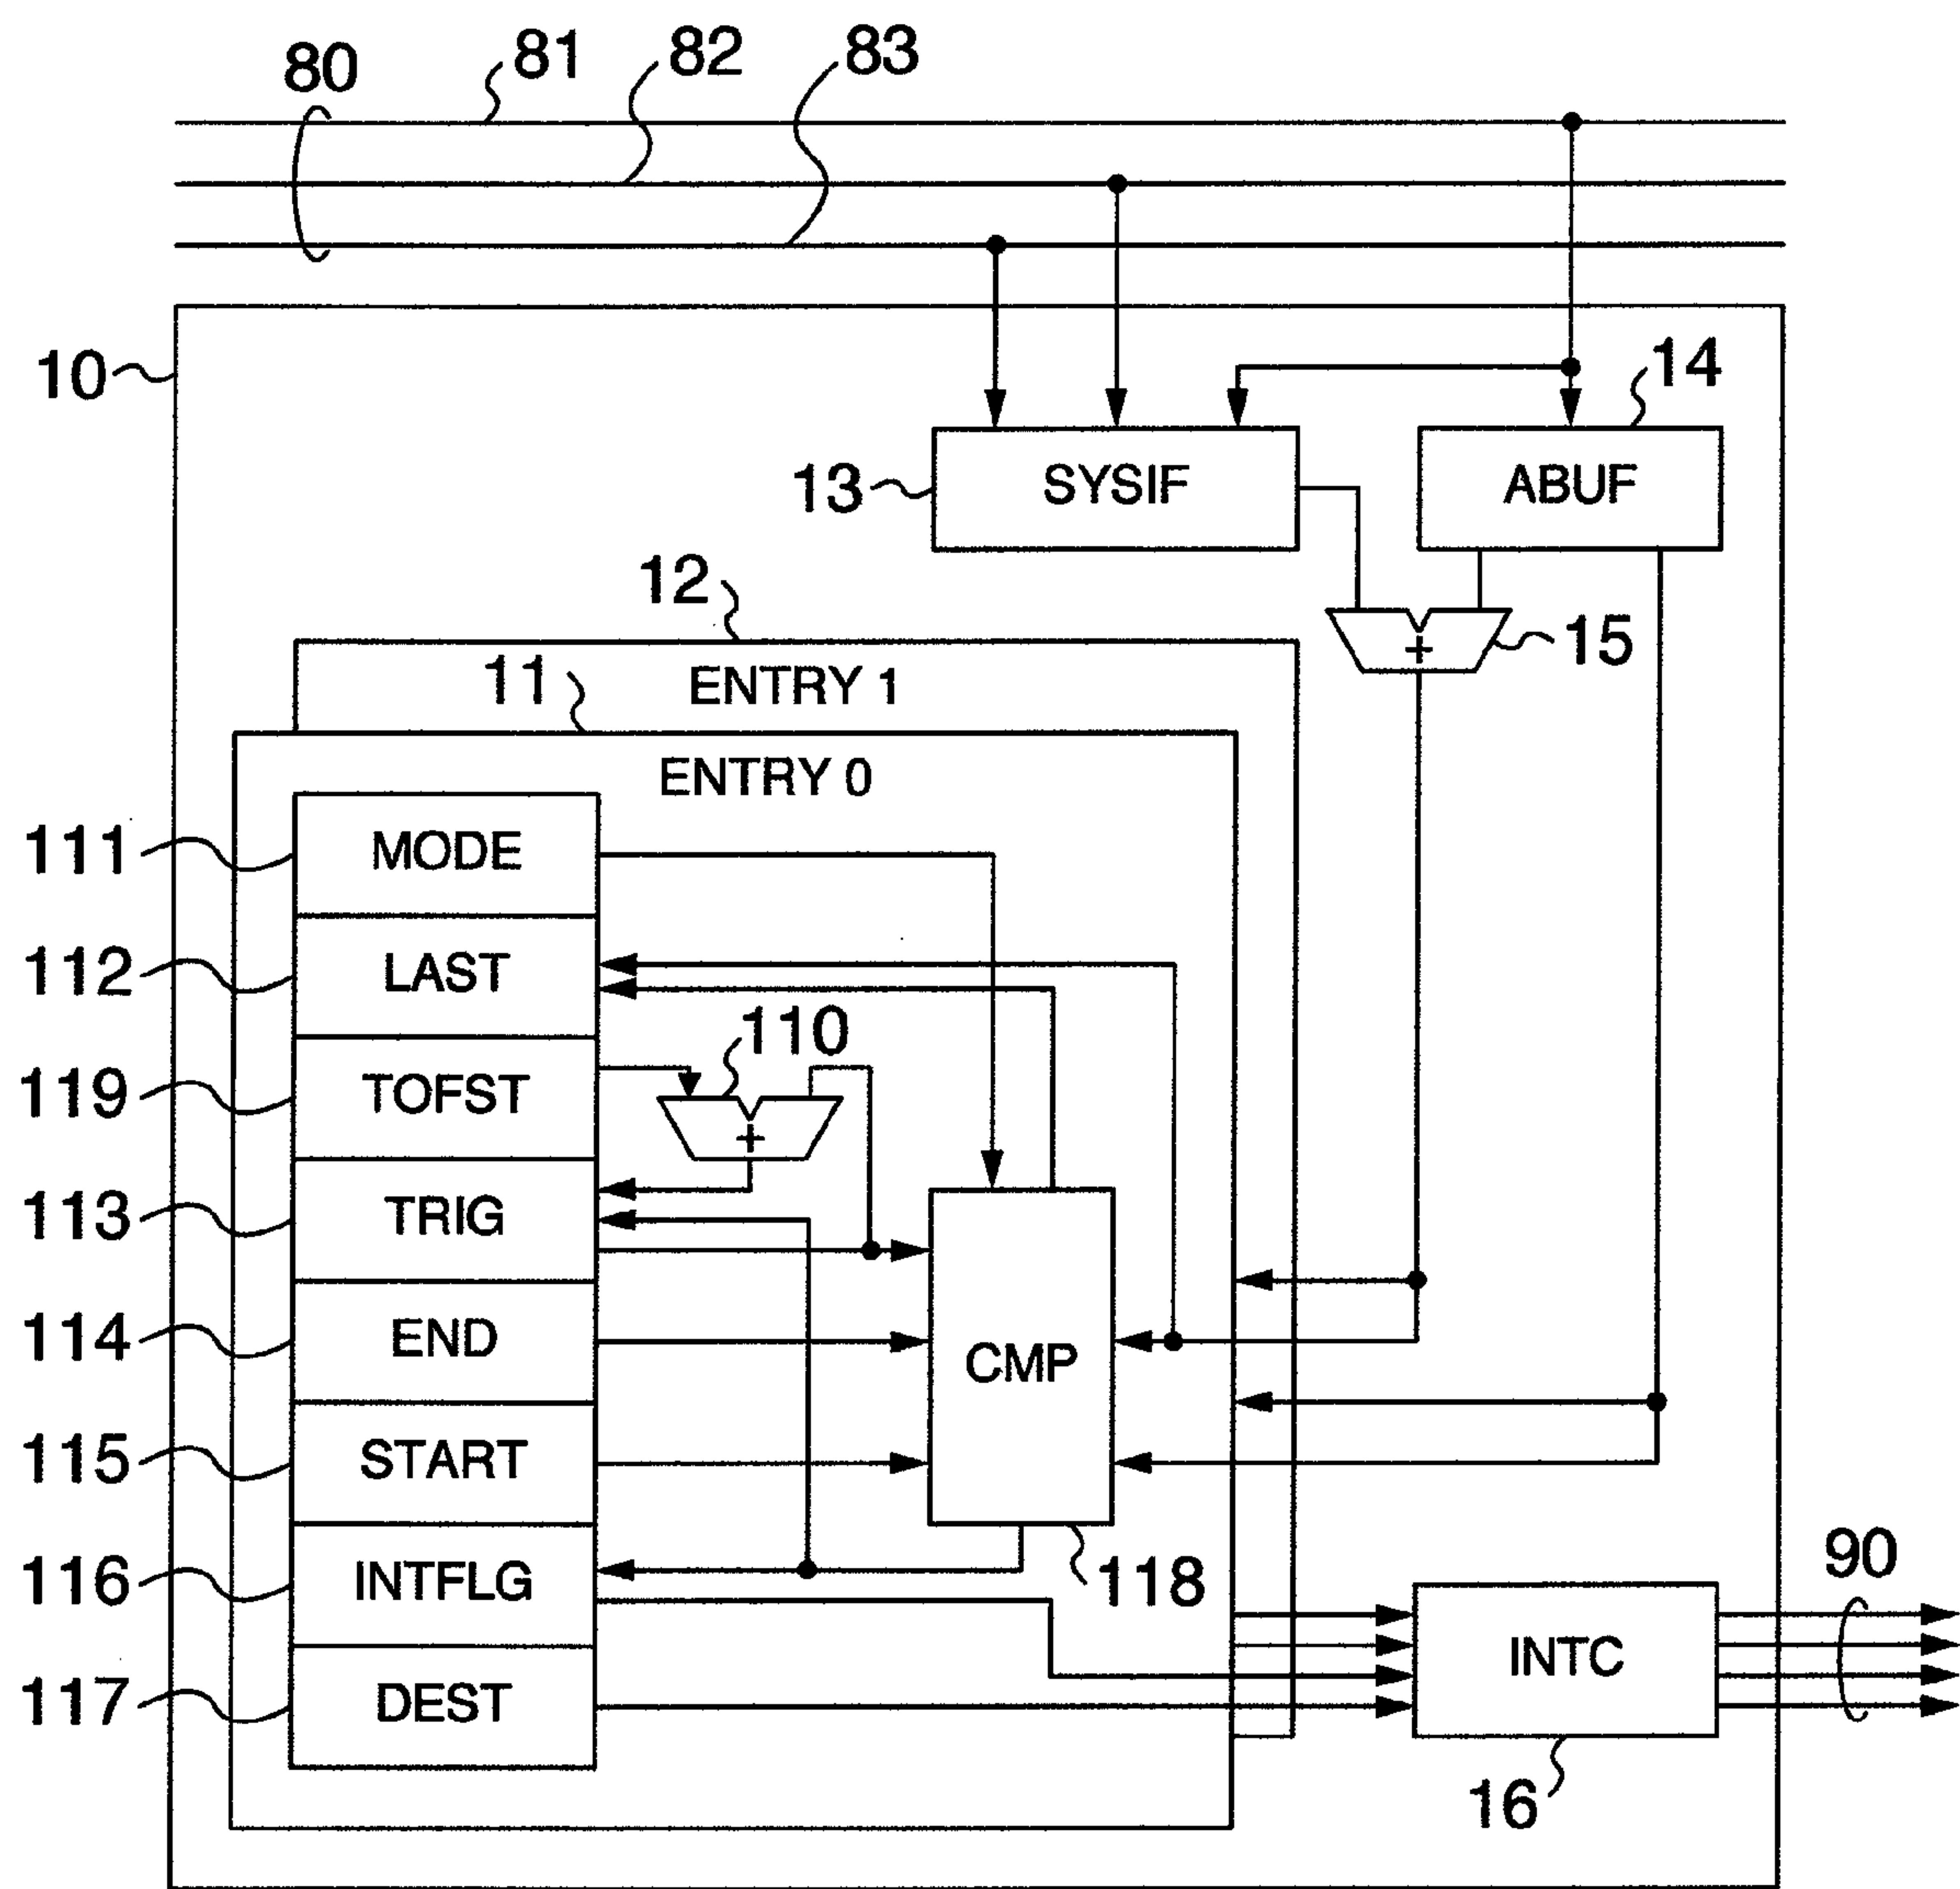 80
81
82
83
10
14
13
SYSIF
ABUF
12
15
11
ENTRY 1
ENTRY 0
111
MODE
112
LAST
110
119
TOFST
+
+
113
TRIG
114
END
CMP
115
START
116
INTFLG
118
90
117
DEST
INTC
16